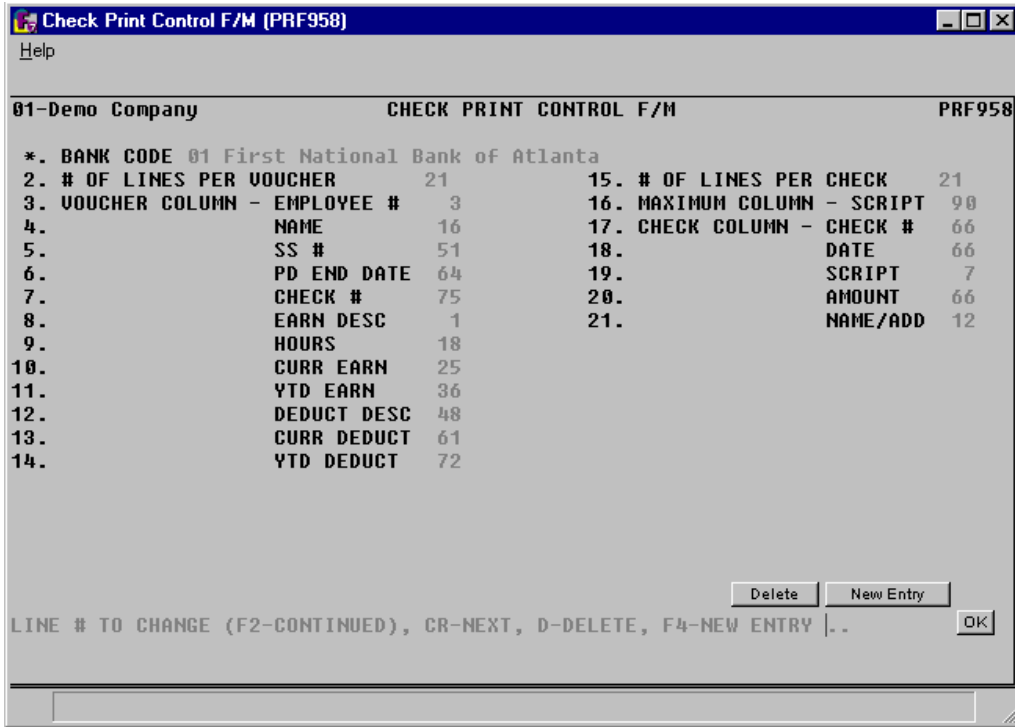 Check Print Control F/M (PRF958)
Help
01-Demo Company CHECK PRINT CONTROL F/M PRF958
*. BANK CODE 01 First National Bank of Atlanta
2. # OF LINES PER VOUCHER 21 15. # OF LINES PER CHECK 21
3. VOUCHER COLUMN - EMPLOYEE # 3 16. MAXIMUM COLUMN - SCRIPT 90
4. NAME 16 17. CHECK COLUMN - CHECK # 66
5. SS # 51 18. DATE 66
6. PD END DATE 64 19. SCRIPT 7
7. CHECK # 75 20. AMOUNT 66
8. EARN DESC 1 21. NAME/ADD 12
9. HOURS 18
10. CURR EARN 25
11. YTD EARN 36
12. DEDUCT DESC 48
13. CURR DEDUCT 61
14. YTD DEDUCT 72
Delete New Entry
LINE # TO CHANGE (F2-CONTINUED), CR-NEXT, D-DELETE, F4-NEW ENTRY .. OK